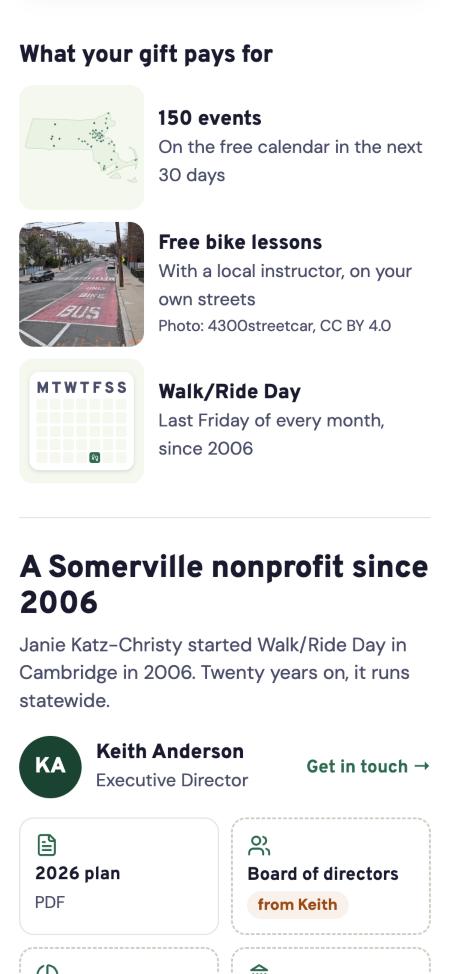 What your gift pays for
150 events
On the free calendar in the next
30 days
ONLY
BIKE
BUS
Free bike lessons
With a local instructor, on your
own streets
Photo: 4300streetcar, CC BY 4.0
M T W T F S S
Walk/Ride Day
Last Friday of every month,
since 2006
A Somerville nonprofit since
2006
Janie Katz-Christy started Walk/Ride Day in
Cambridge in 2006. Twenty years on, it runs
statewide.
KA
Keith Anderson
Executive Director
Get in touch →
2026 plan
PDF
Board of directors
from Keith